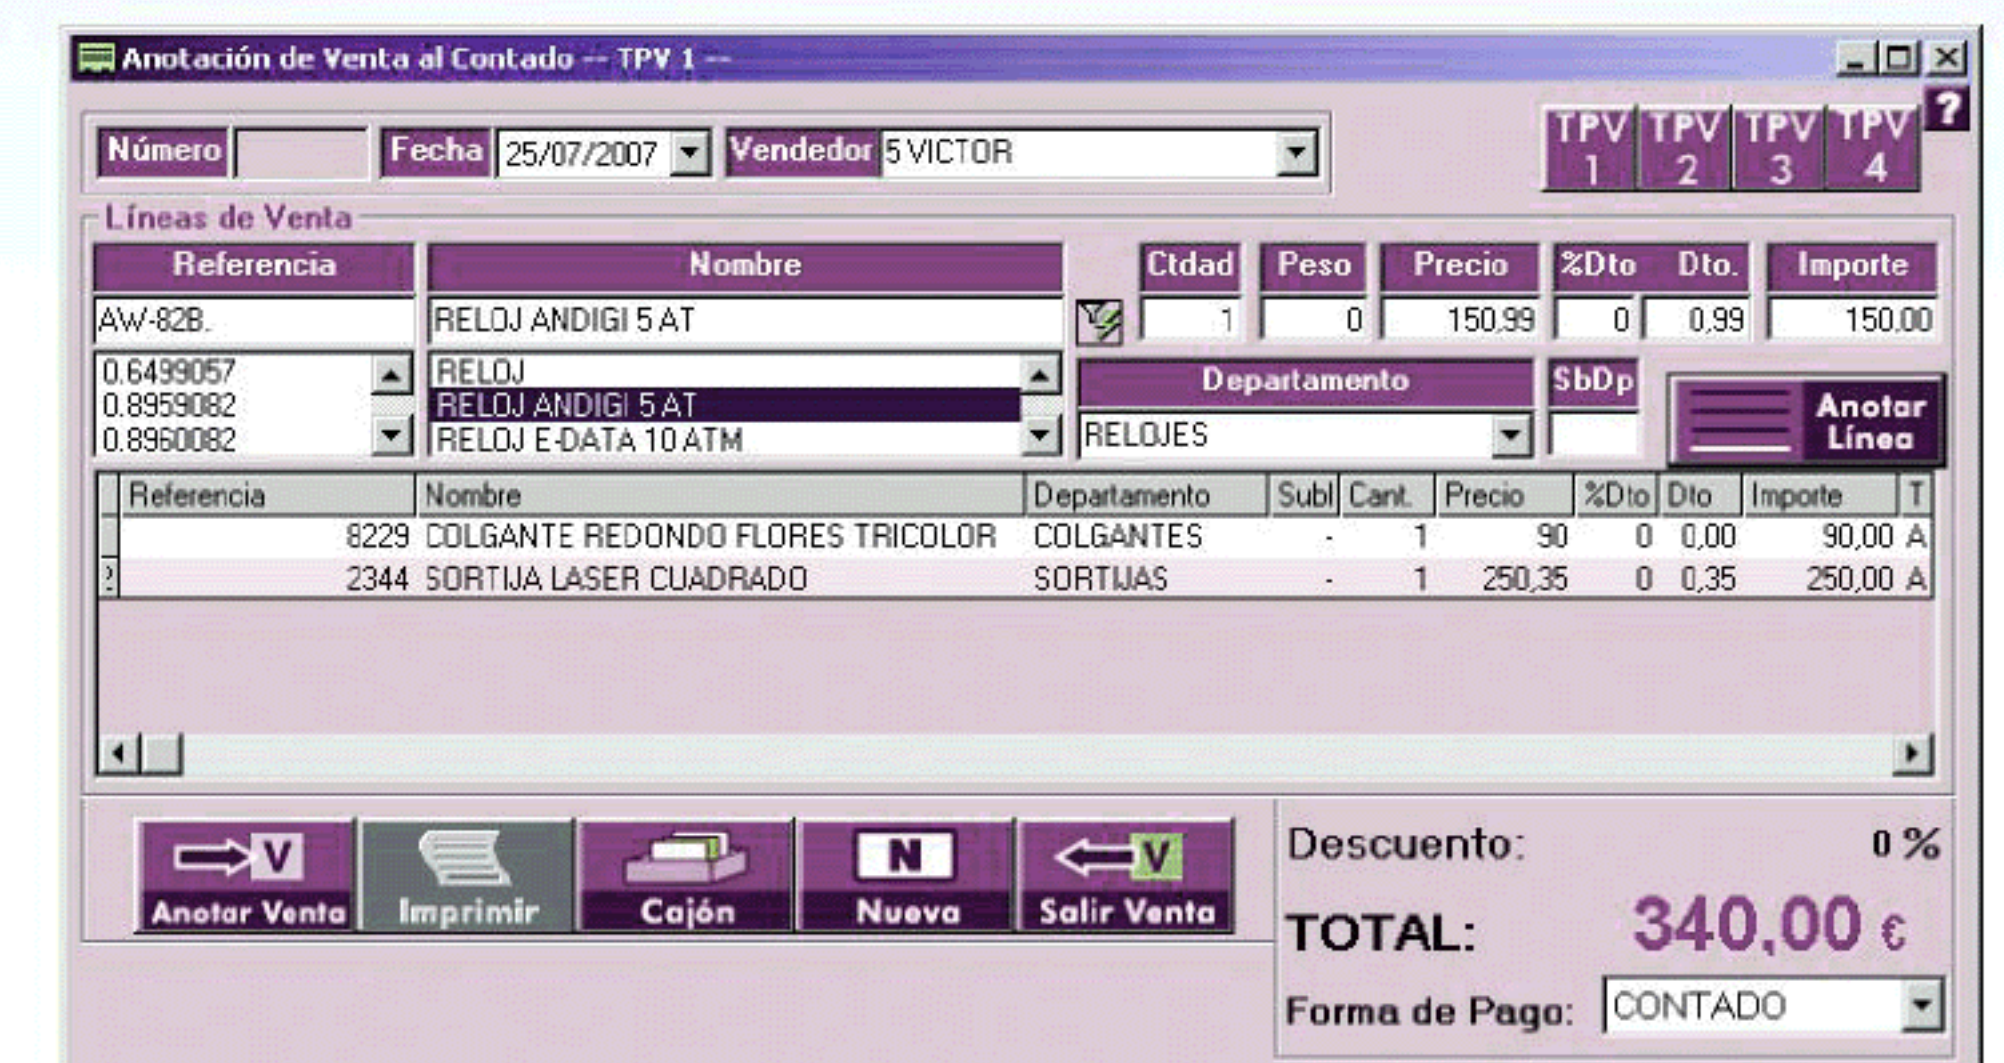 Anotación de Venta al Contado -- TPV 1 --
?
Número Fecha 25/07/2007 Vendedor 5 VICTOR TPV 1 TPV 2 TPV 3 TPV 4
Líneas de Venta
Referencia Nombre Ctdad Peso Precio %Dto Dto. Importe
AW-82B. RELOJ ANDIGI 5 AT 1 0 150,99 0 0,99 150,00
0.6499057 RELOJ Departamento SbDp
0.8959082 RELOJ ANDIGI 5 AT Anotar
0.8960082 RELOJ E-DATA 10 ATM RELOJES Línea
Referencia Nombre Departamento Subl Cant. Precio %Dto Dto Importe T
8229 COLGANTE REDONDO FLORES TRICOLOR COLGANTES - 1 90 0 0,00 90,00 A
2344 SORTIJA LASER CUADRADO SORTIJAS - 1 250,35 0 0,35 250,00 A
V N V
Anotar Venta Imprimir Cajón Nueva Salir Venta
Descuento: 0 %
TOTAL: 340,00 €
Forma de Pago: CONTADO